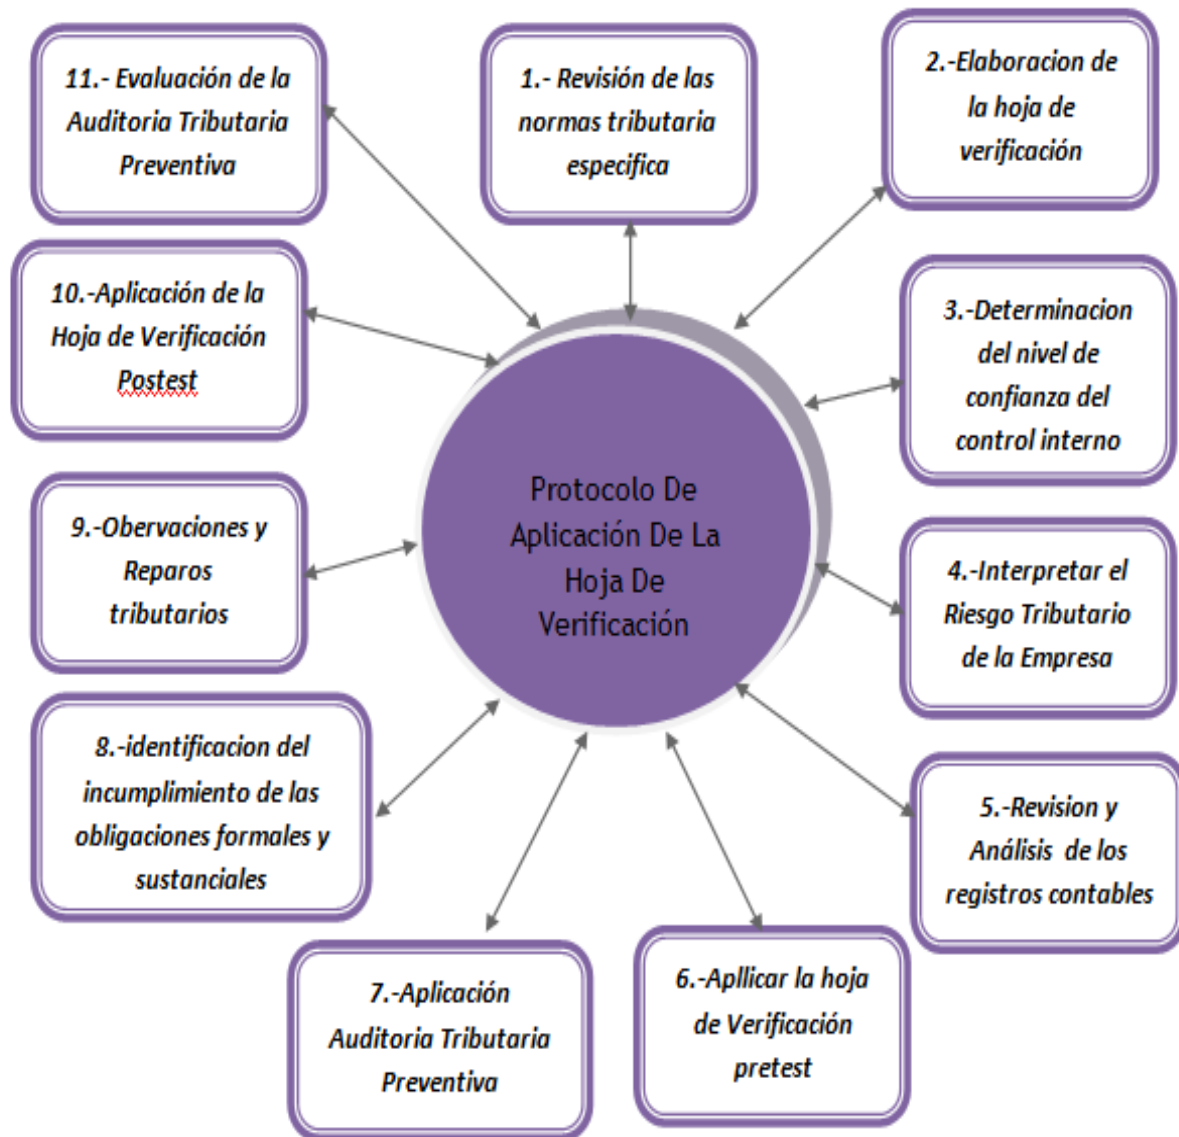 1.- Revisión de las
normas tributaria
especifica
2.-Elaboracion de
la hoja de
verificación
3.-Determinacion
del nivel de
confianza del
control interno
4.-Interpretar el
Riesgo Tributario
de la Empresa
5.-Revision y
Análisis de los
registros contables
6.-Apllicar la hoja
de Verificación
pretest
7.-Aplicación
Auditoria Tributaria
Preventiva
8.-identificacion del
incumplimiento de las
obligaciones formales y
sustanciales
9.-Obervaciones y
Reparos
tributarios
10.-Aplicación de la
Hoja de Verificación
Postest
11.- Evaluación de la
Auditoria Tributaria
Preventiva
Protocolo De
Aplicación De La
Hoja De
Verificación